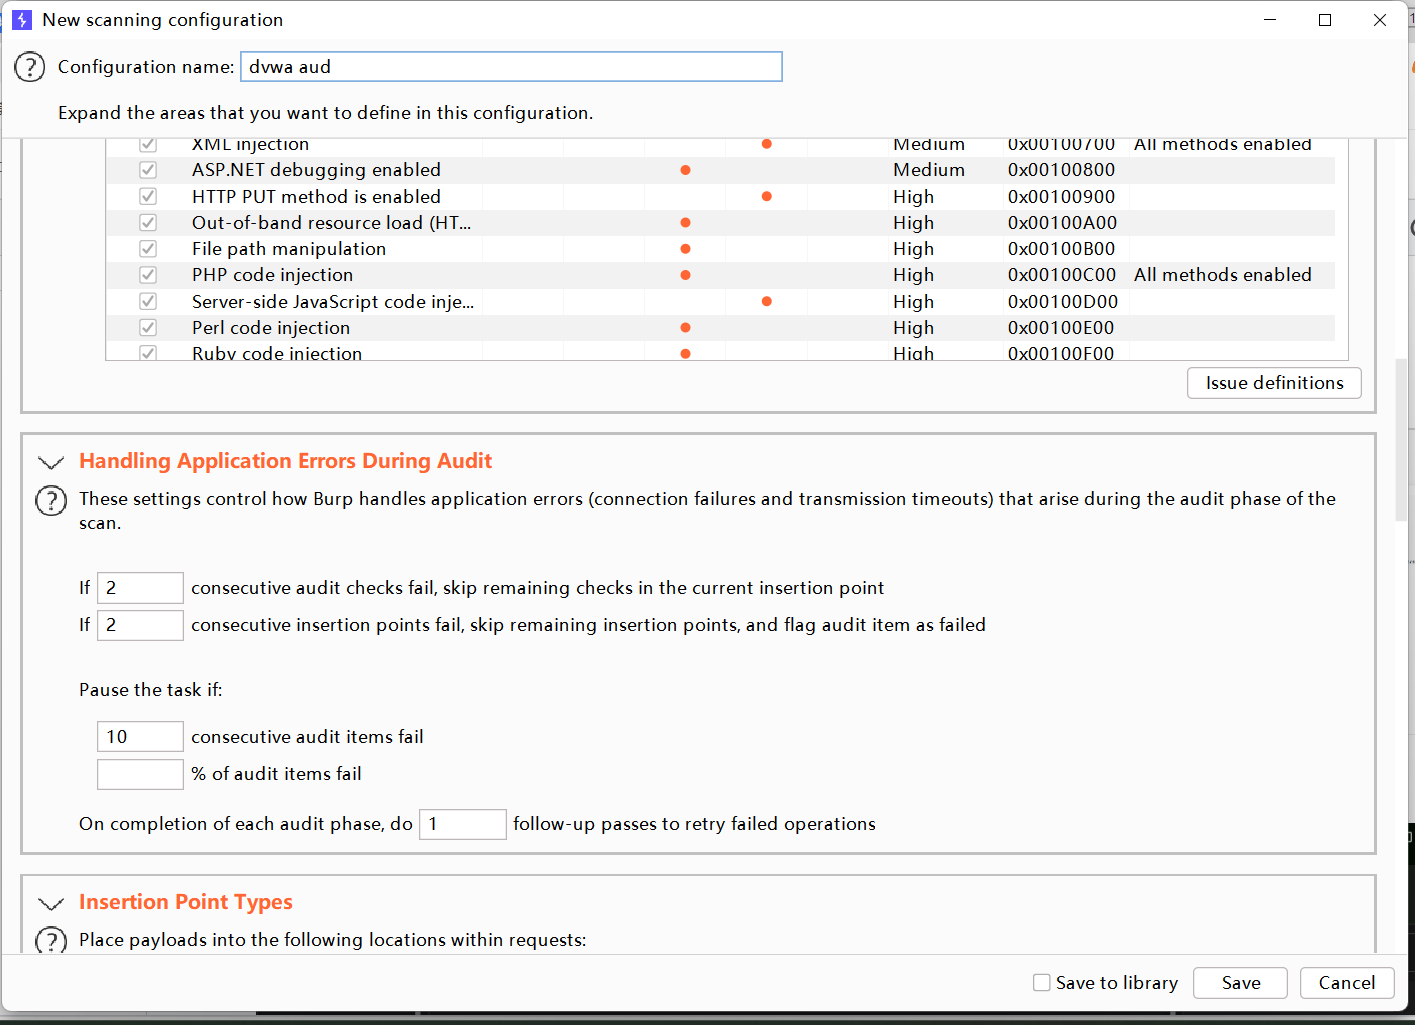 New scanning configuration
Configuration name: dvwa aud
Expand the areas that you want to define in this configuration.
XML injection Medium 0x00100700 All methods enabled
ASP.NET debugging enabled Medium 0x00100800
HTTP PUT method is enabled High 0x00100900
Out-of-band resource load (HT... High 0x00100A00
File path manipulation High 0x00100B00
PHP code injection High 0x00100C00 All methods enabled
Server-side JavaScript code inje... High 0x00100D00
Perl code injection High 0x00100E00
Ruby code injection High 0x00100F00
Issue definitions
Handling Application Errors During Audit
These settings control how Burp handles application errors (connection failures and transmission timeouts) that arise during the audit phase of the
scan.
If 2 consecutive audit checks fail, skip remaining checks in the current insertion point
If 2 consecutive insertion points fail, skip remaining insertion points, and flag audit item as failed
Pause the task if:
10 consecutive audit items fail
% of audit items fail
On completion of each audit phase, do 1 follow-up passes to retry failed operations
Insertion Point Types
Place payloads into the following locations within requests:
Save to library Save Cancel